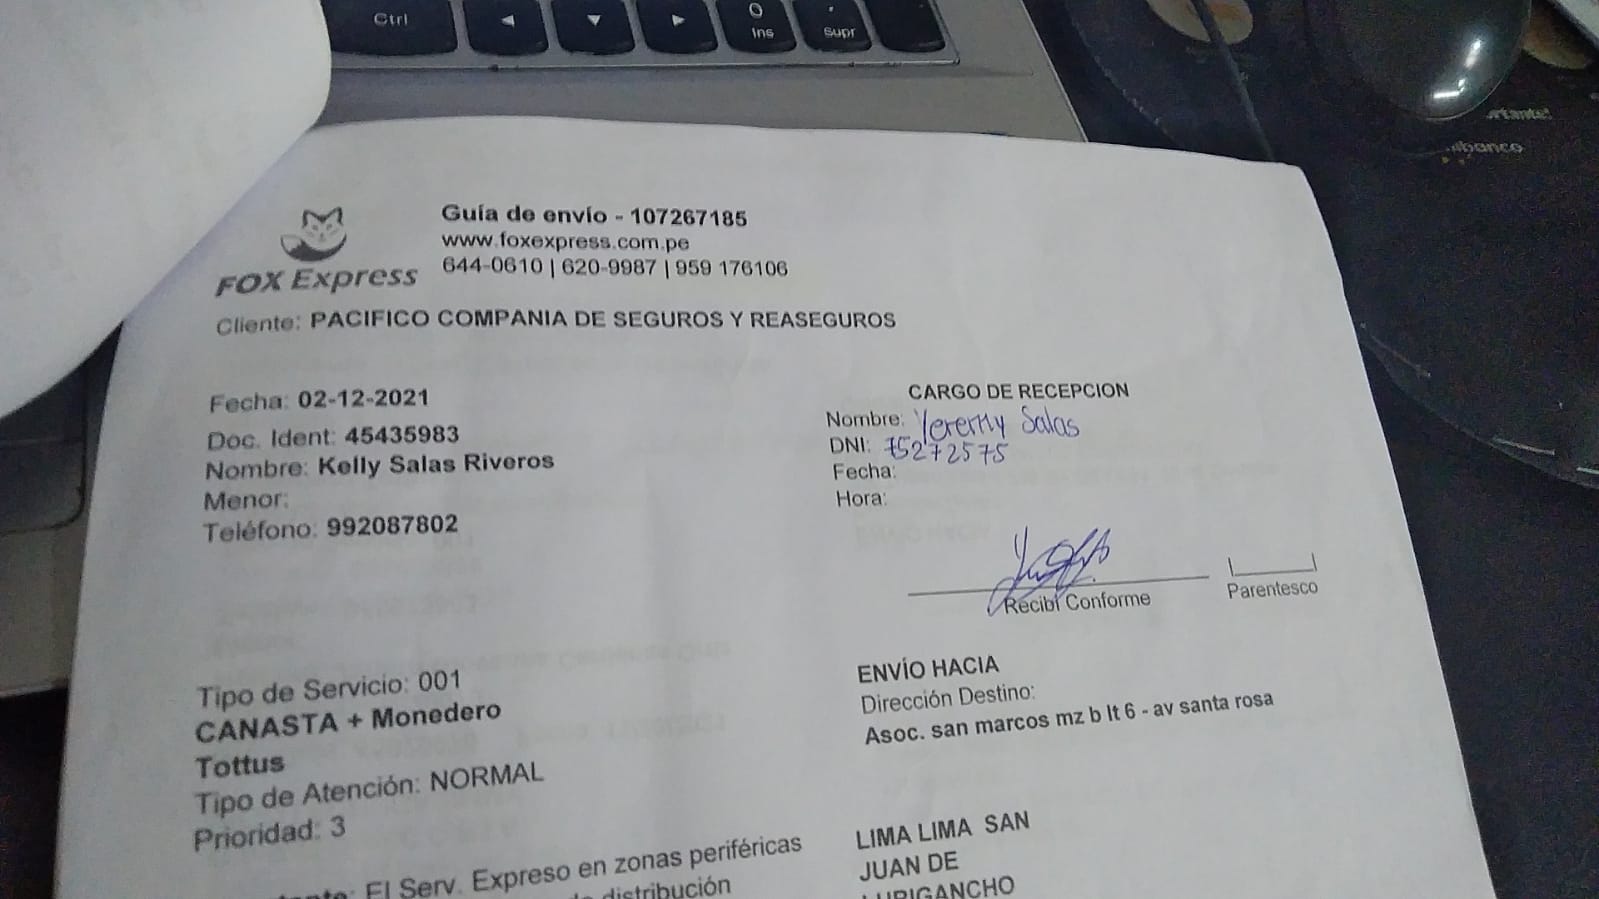 Ctrl
Ins
Supr
Guía de envío - 107267185
www.foxexpress.com.pe
644-0610 | 620-9987 | 959 176106
FOX Express
Cliente: PACIFICO COMPANIA DE SEGUROS Y REASEGUROS
Fecha: 02-12-2021
Doc. Ident: 45435983
Nombre: Kelly Salas Riveros
Menor:
Teléfono: 992087802
CARGO DE RECEPCION
Nombre: Yeremy Salas
DNI: 75272575
Fecha:
Hora:
Recibí Conforme
Parentesco
Tipo de Servicio: 001
CANASTA + Monedero
Tottus
Tipo de Atención: NORMAL
Prioridad: 3
ENVÍO HACIA
Dirección Destino:
Asoc. san marcos mz b lt 6 - av santa rosa
LIMA LIMA SAN
JUAN DE
LURIGANCHO
El Serv. Expreso en zonas periféricas
distribución